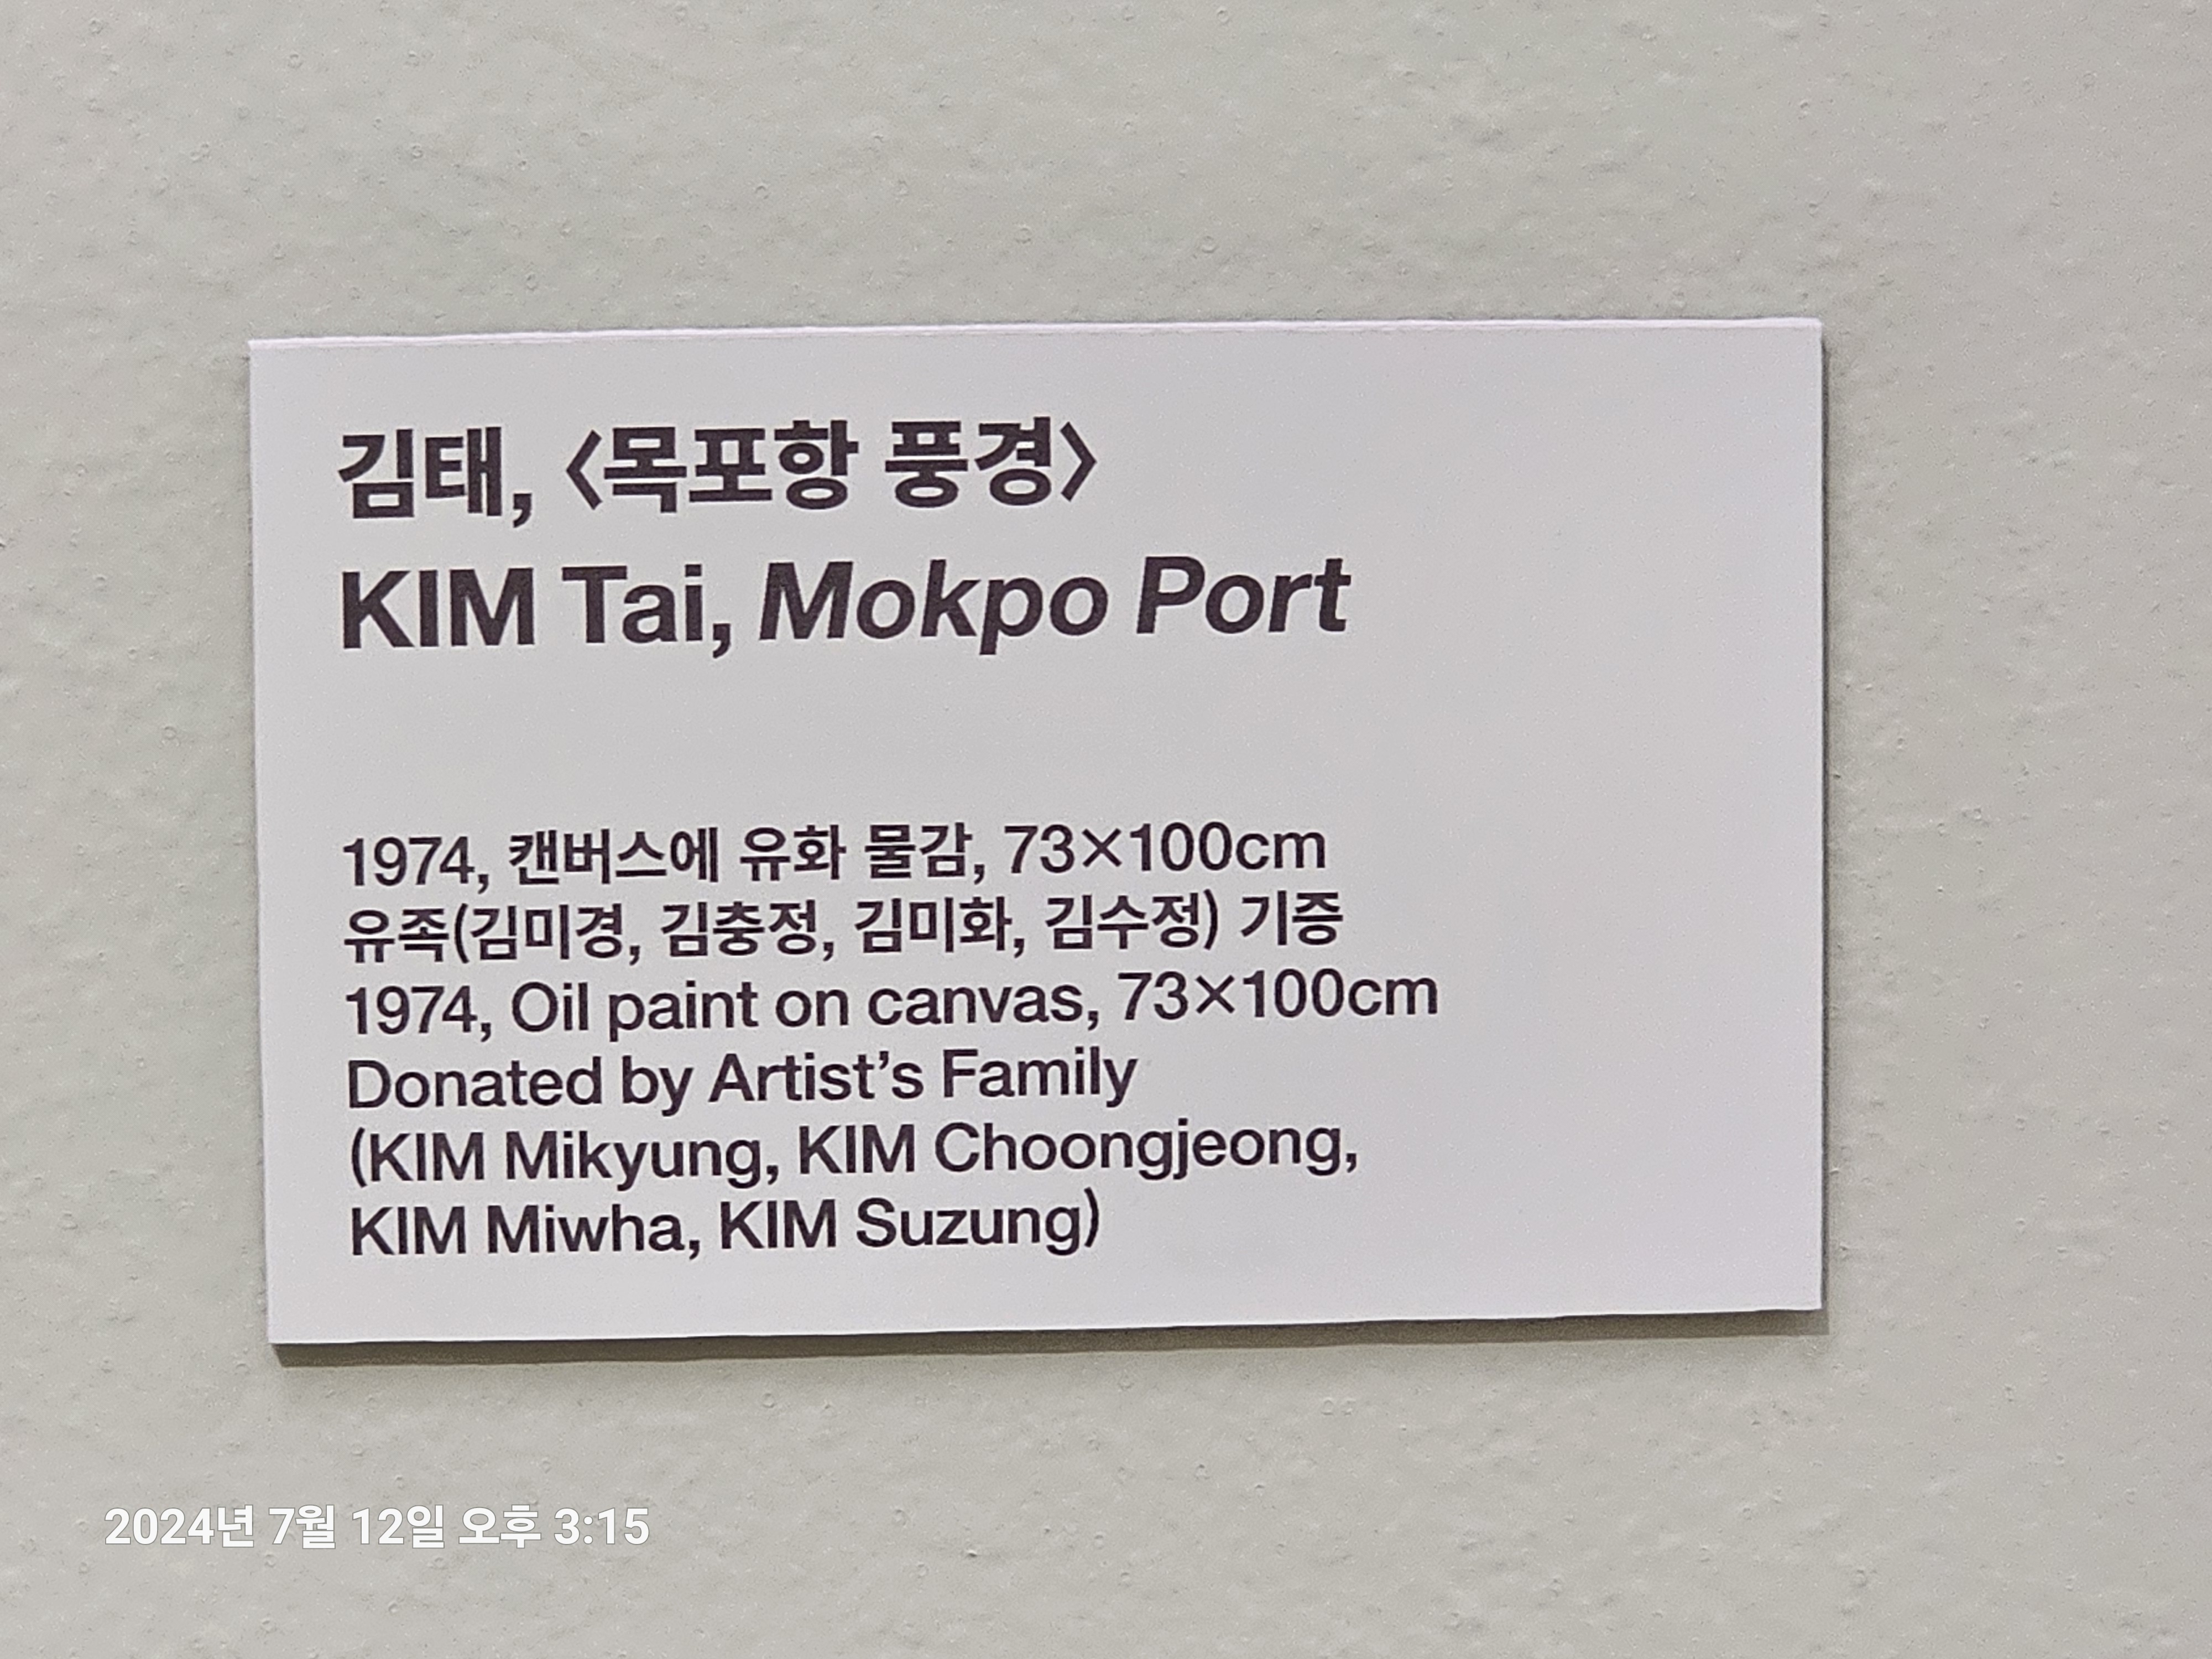 김태, 〈목포항 풍경〉
KIM Tai, Mokpo Port
1974, 캔버스에 유화 물감, 73×100cm
유족(김미경, 김충정, 김미화, 김수정) 기증
1974, Oil paint on canvas, 73×100cm
Donated by Artist’s Family
(KIM Mikyung, KIM Choongjeong,
KIM Miwha, KIM Suzung)
2024년 7월 12일 오후 3:15